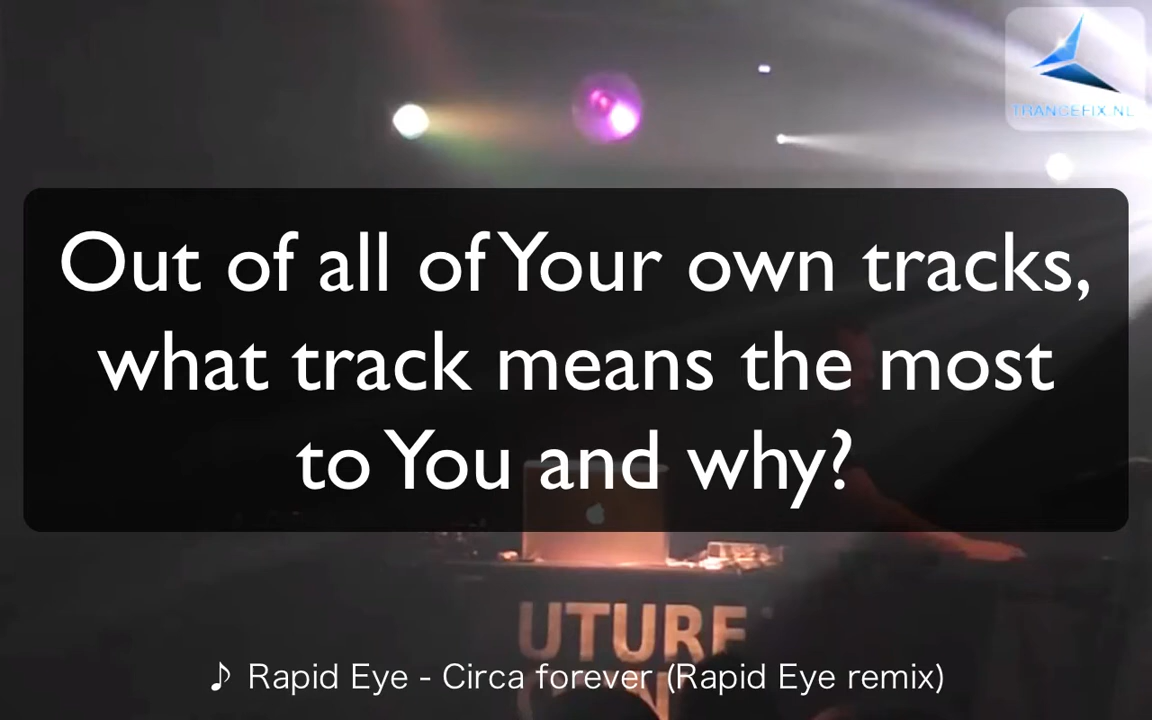 TRANCEFIX.NL
Out of all of Your own tracks,
what track means the most
to You and why?
UTURE
♪ Rapid Eye - Circa forever (Rapid Eye remix)